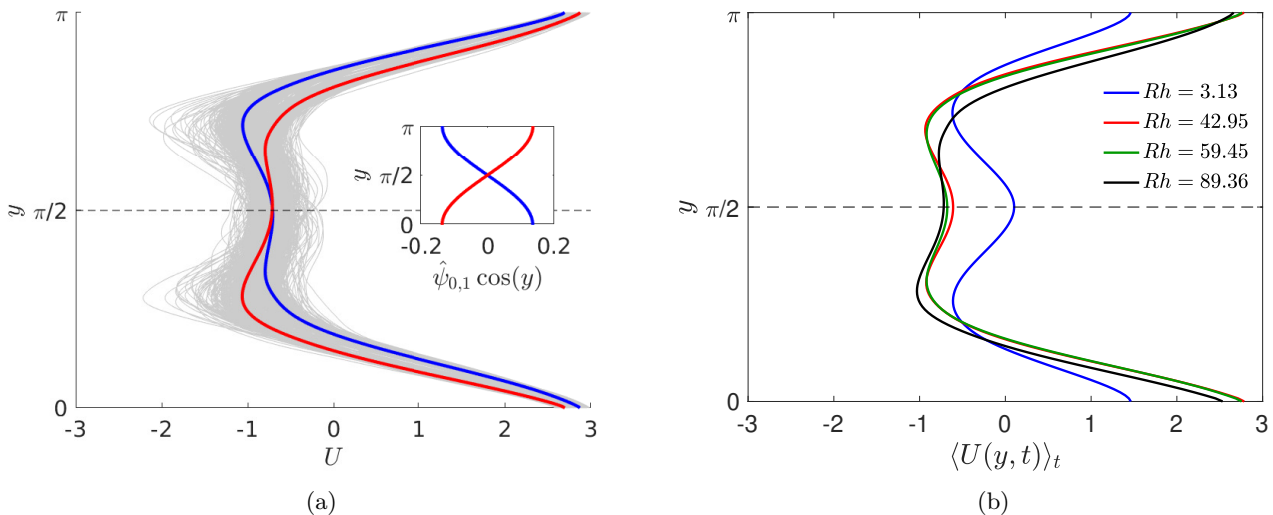 π
y
π/2
0
-3
-2
-1
0
1
2
3
U
π
y
π/2
0
-0.2
0
0.2
ψ̂₀,₁ cos(y)
(a)
π
y
π/2
0
-3
-2
-1
0
1
2
3
⟨U(y, t)⟩ₜ
Rh = 3.13
Rh = 42.95
Rh = 59.45
Rh = 89.36
(b)